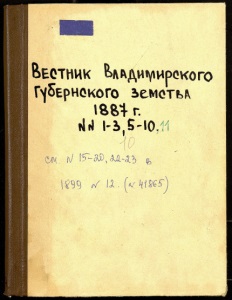 Вестник Владимирского
Губернского земства
1887 г.
NN 1-3, 5-10. 11
10
см N 15-20, 22-23 в
1899 N 12. (N 41865)